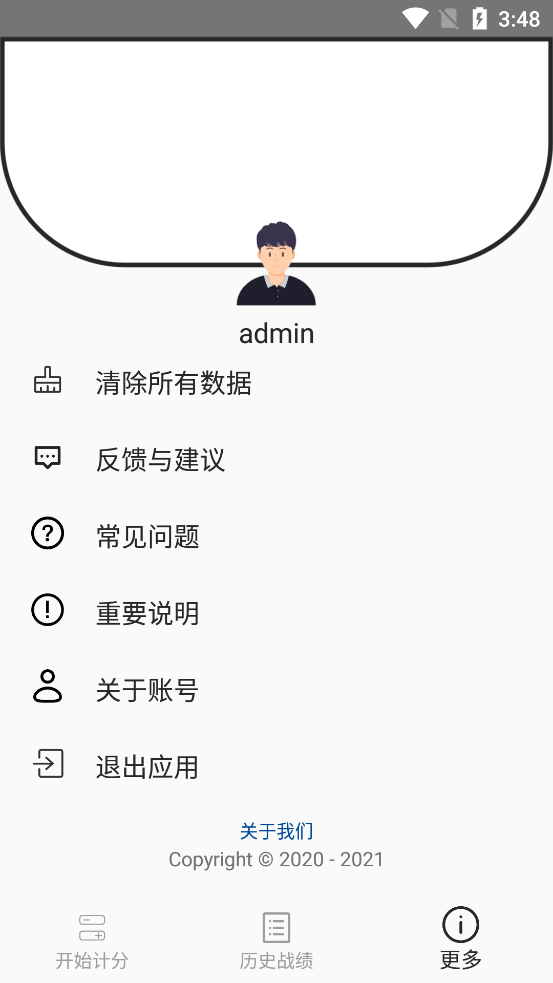 3:48
admin
清除所有数据
反馈与建议
常见问题
重要说明
关于账号
退出应用
关于我们
Copyright © 2020 - 2021
开始计分
历史战绩
更多